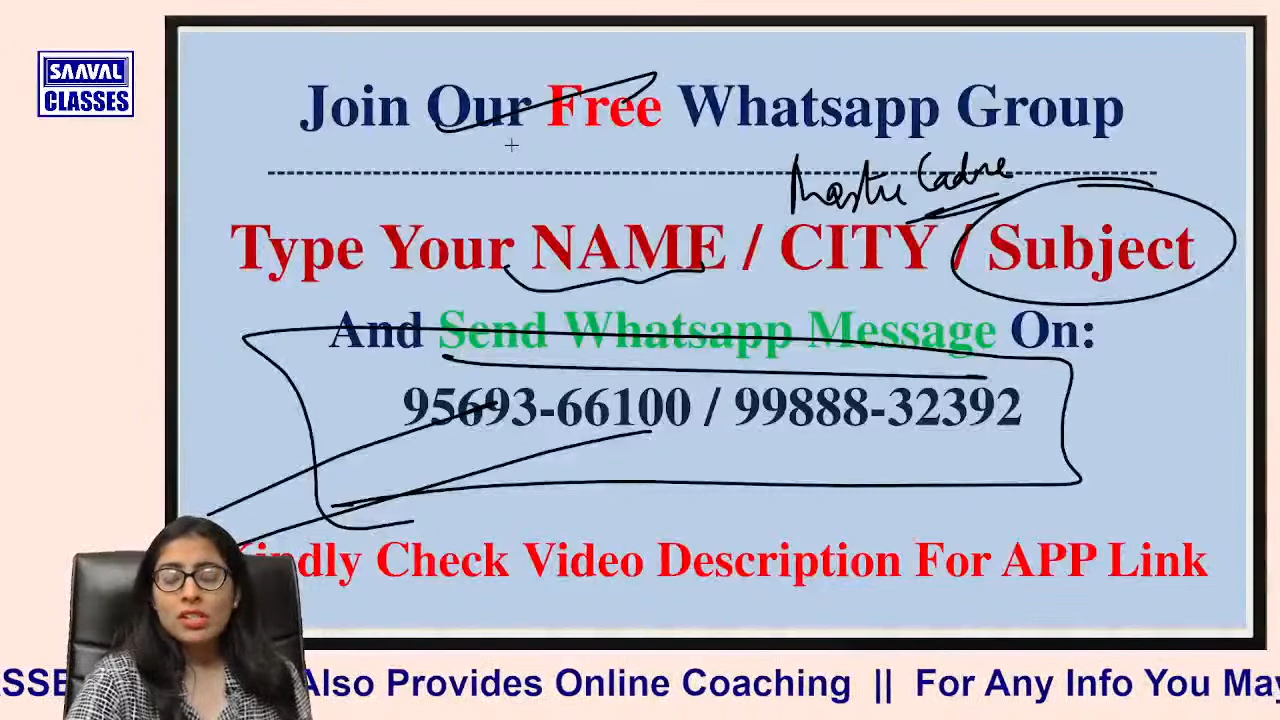 SAAVAL
CLASSES
Join Our Free Whatsapp Group
Master Cadre
Type Your NAME / CITY / Subject
And Send Whatsapp Message On:
95693-66100 / 99888-32392
Kindly Check Video Description For APP Link
Also Provides Online Coaching || For Any Info You May